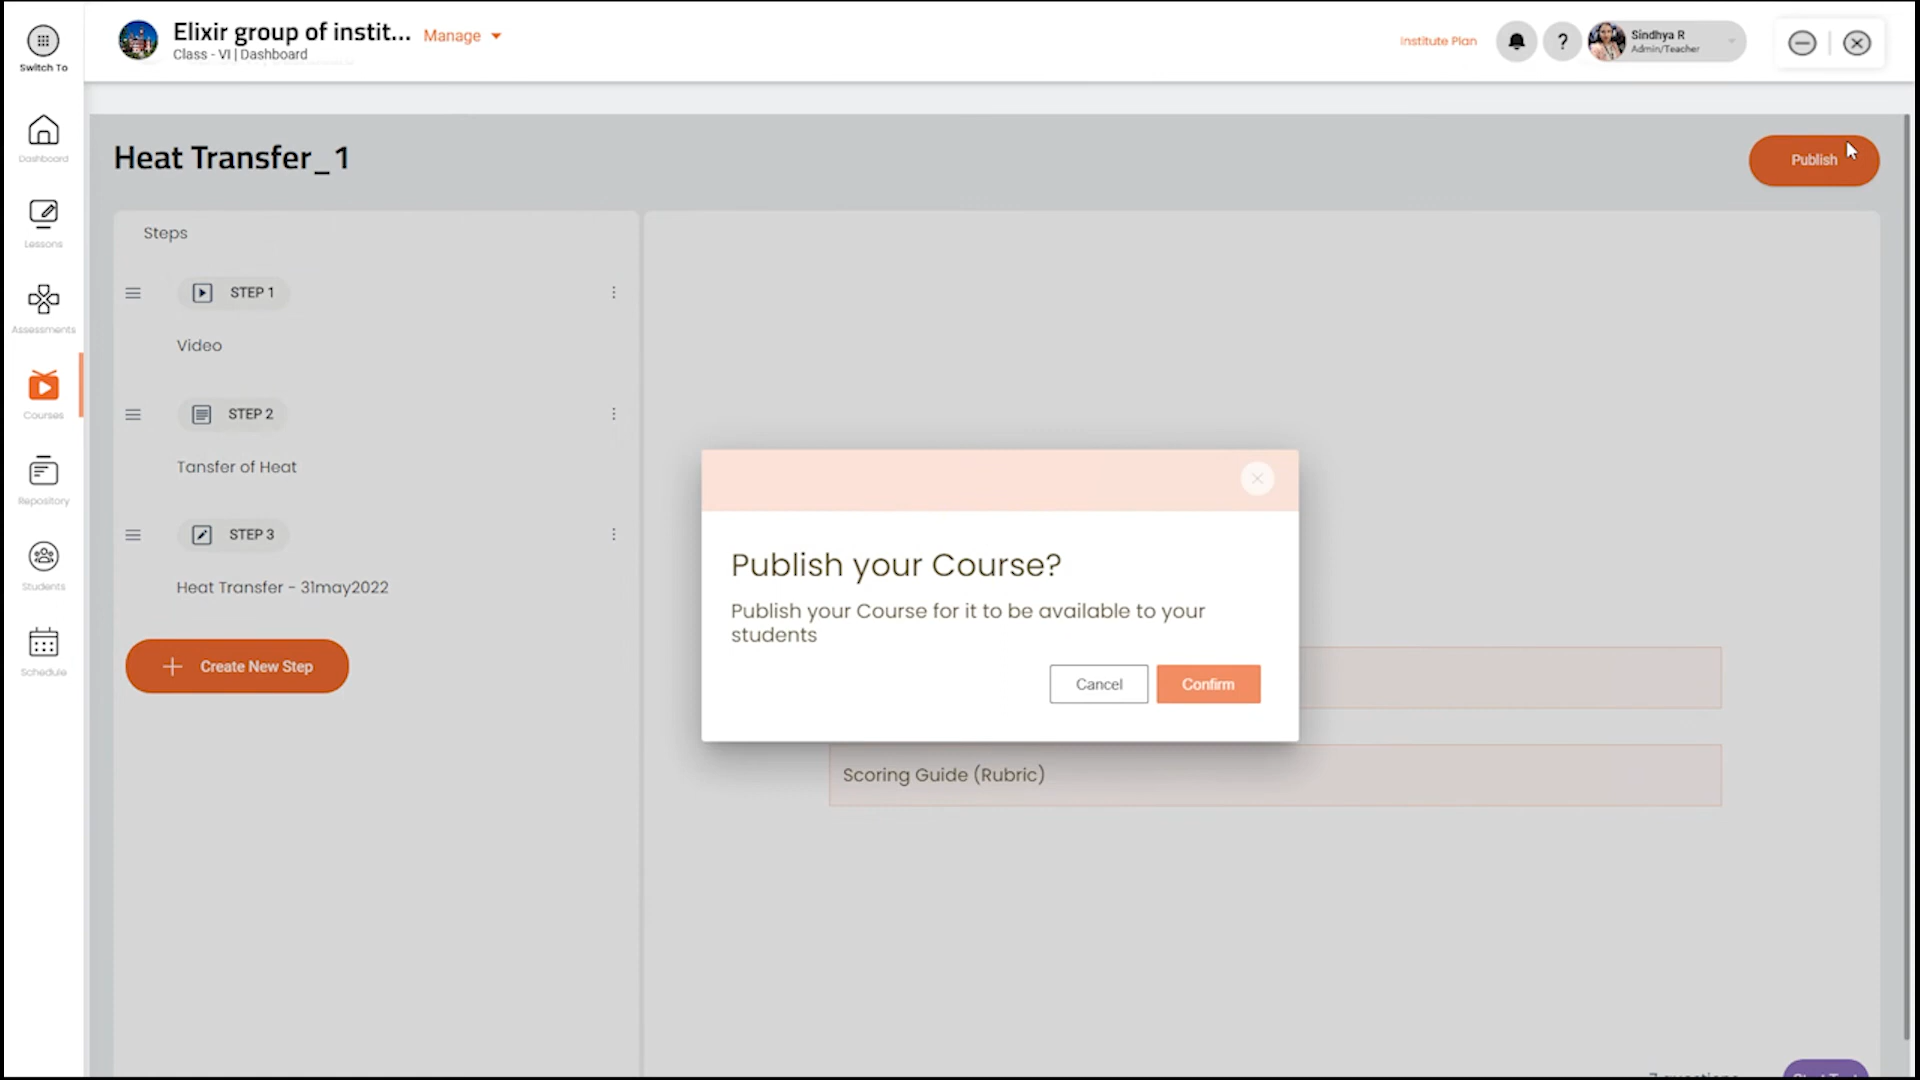 Switch To
Elixir group of instit...
Manage
Class - VI | Dashboard
Institute Plan
?
Sindhya R
Admin/Teacher
Dashboard
Lessons
Assessments
Courses
Repository
Students
Schedule
Heat Transfer_1
Publish
Steps
STEP 1
Video
STEP 2
Tansfer of Heat
STEP 3
Heat Transfer - 31may2022
Create New Step
Publish your Course?
Publish your Course for it to be available to your
students
Cancel
Confirm
Scoring Guide (Rubric)